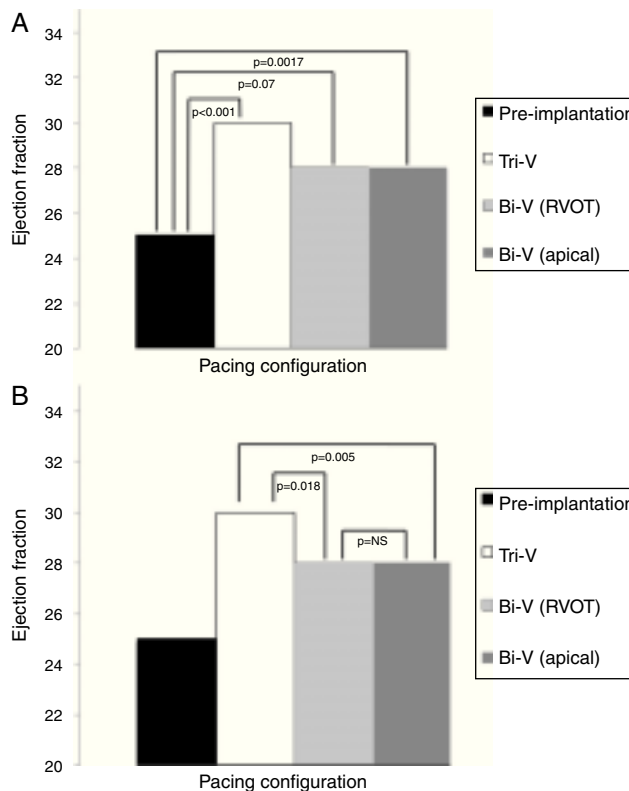 A
34
32
30
28
26
24
22
20
Ejection fraction
p=0.0017
p=0.07
p<0.001
Pacing configuration
Pre-implantation
Tri-V
Bi-V (RVOT)
Bi-V (apical)
B
34
32
30
28
26
24
22
20
Ejection fraction
p=0.005
p=0.018
p=NS
Pacing configuration
Pre-implantation
Tri-V
Bi-V (RVOT)
Bi-V (apical)